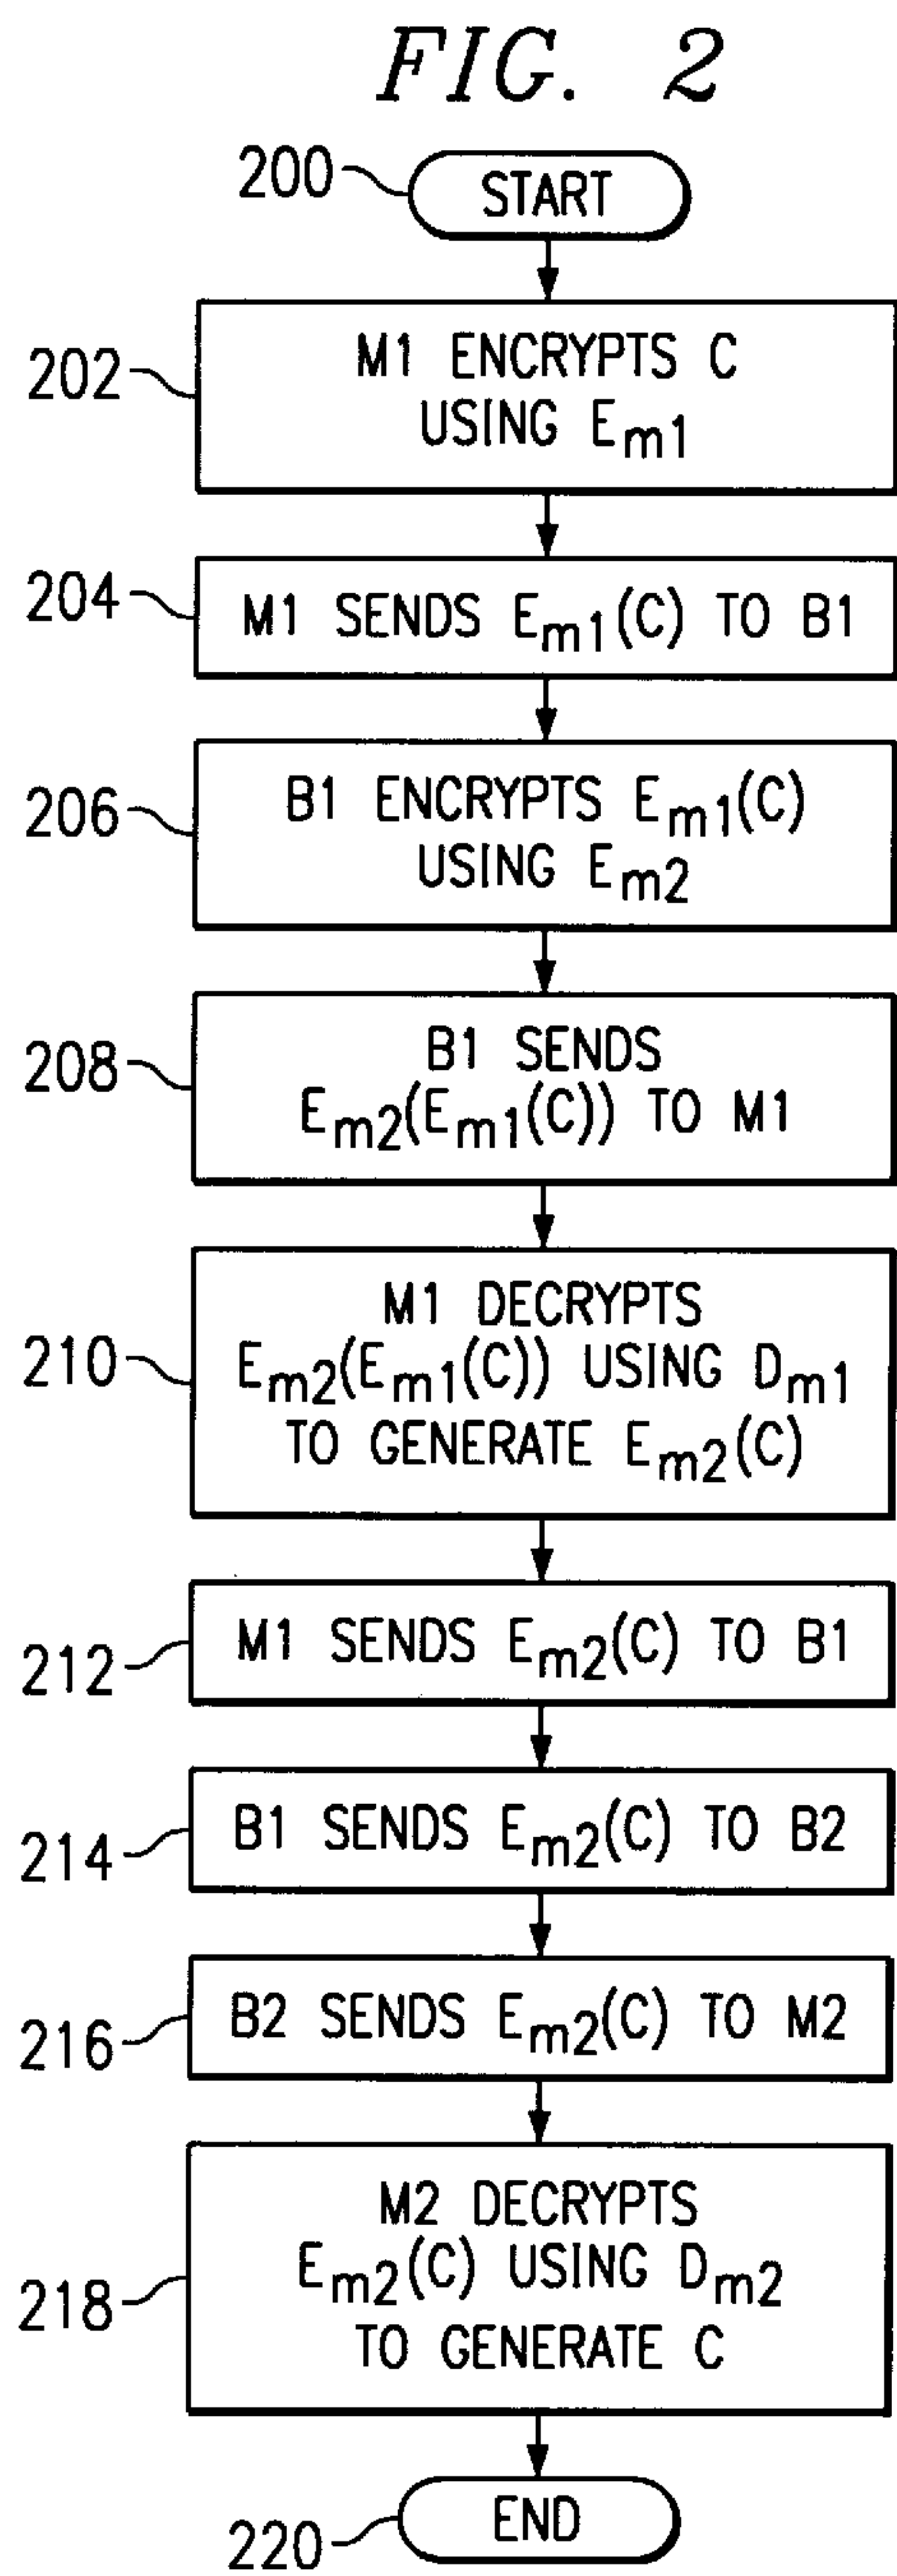 FIG. 2
200
START
202
M1 ENCRYPTS C
USING Em1
204
M1 SENDS Em1(C) TO B1
206
B1 ENCRYPTS Em1(C)
USING Em2
208
B1 SENDS
Em2(Em1(C)) TO M1
210
M1 DECRYPTS
Em2(Em1(C)) USING Dm1
TO GENERATE Em2(C)
212
M1 SENDS Em2(C) TO B1
214
B1 SENDS Em2(C) TO B2
216
B2 SENDS Em2(C) TO M2
218
M2 DECRYPTS
Em2(C) USING Dm2
TO GENERATE C
220
END